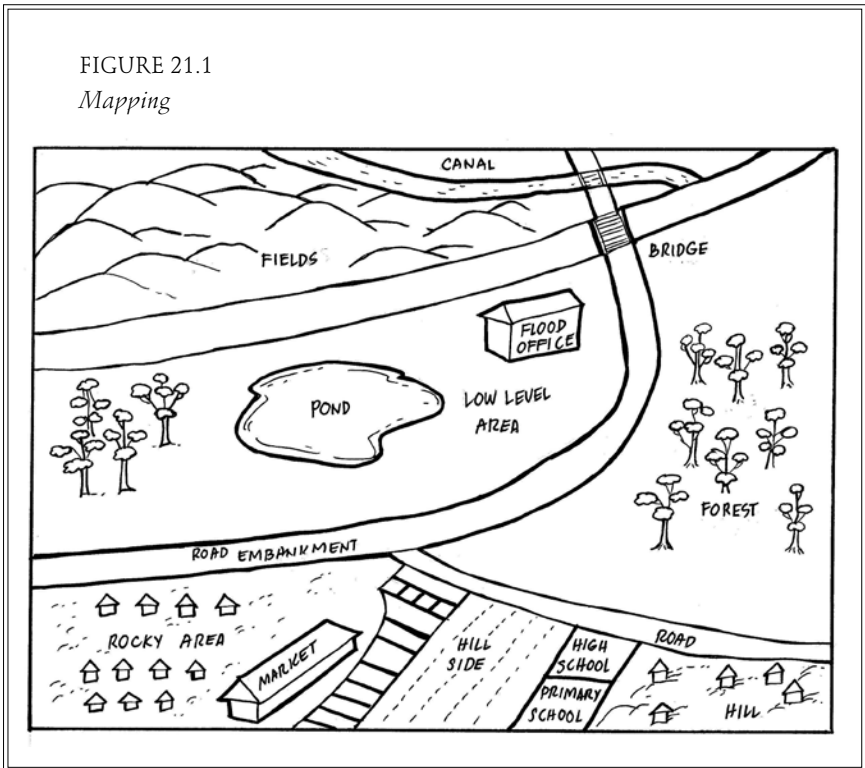 FIGURE 21.1
Mapping
CANAL
FIELDS
BRIDGE
FLOOD
OFFICE
POND
LOW LEVEL
AREA
FOREST
ROAD EMBANKMENT
ROCKY AREA
MARKET
HILL
SIDE
HIGH
SCHOOL
PRIMARY
SCHOOL
ROAD
HILL